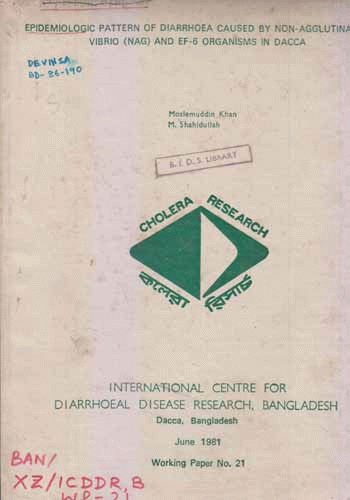 EPIDEMIOLOGIC PATTERN OF DIARRHOEA CAUSED BY NON-AGGLUTINA
VIBRIO (NAG) AND EF-6 ORGANISMS IN DACCA
DEVINSA
BD-86-190
Moslemuddin Khan
M. Shahidullah
B. I. D. S. LIBRARY
CHOLERA RESEARCH
কলেরা রিসার্চ
INTERNATIONAL CENTRE FOR
DIARRHOEAL DISEASE RESEARCH, BANGLADESH
Dacca, Bangladesh
June 1981
Working Paper No. 21
BAN/
XZ/ICDDR,B
WP-21